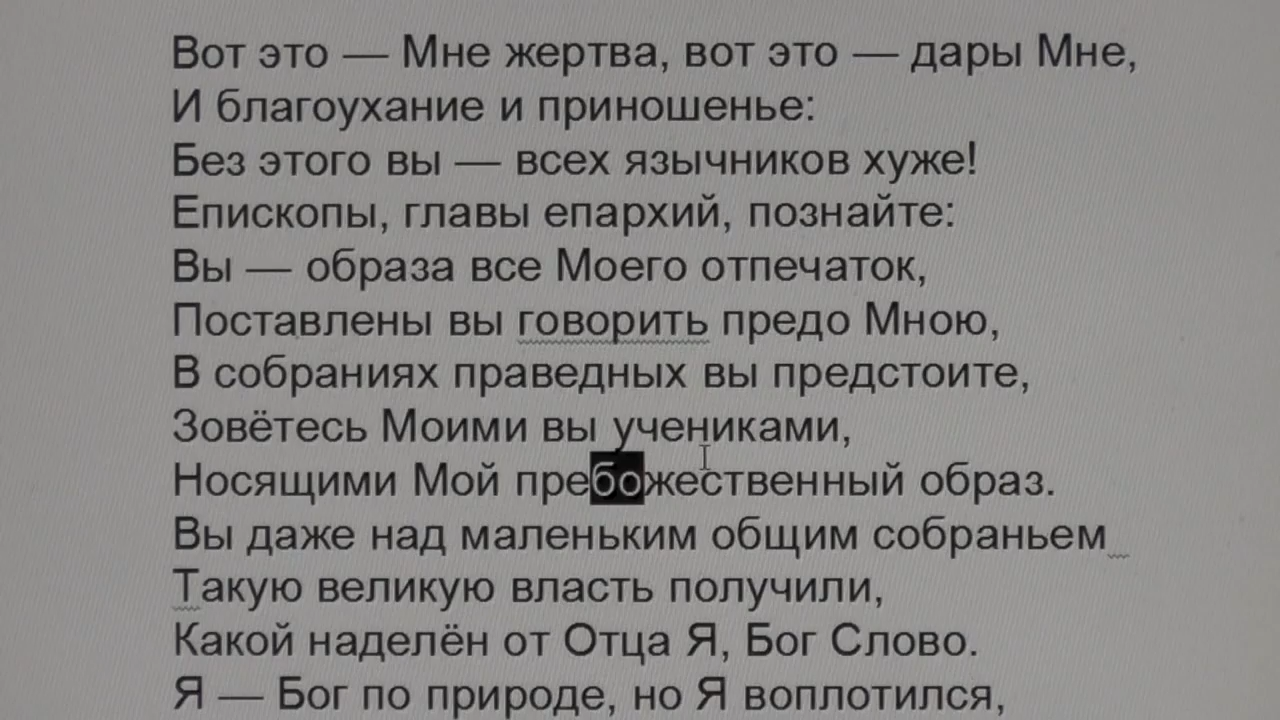 Вот это — Мне жертва, вот это — дары Мне,
И благоухание и приношенье:
Без этого вы — всех язычников хуже!
Епископы, главы епархий, познайте:
Вы — образа все Моего отпечаток,
Поставлены вы говорить предо Мною,
В собраниях праведных вы предстоите,
Зовётесь Моими вы учениками,
Носящими Мой пребожественный образ.
Вы даже над маленьким общим собраньем
Такую великую власть получили,
Какой наделён от Отца Я, Бог Слово.
Я — Бог по природе, но Я воплотился,